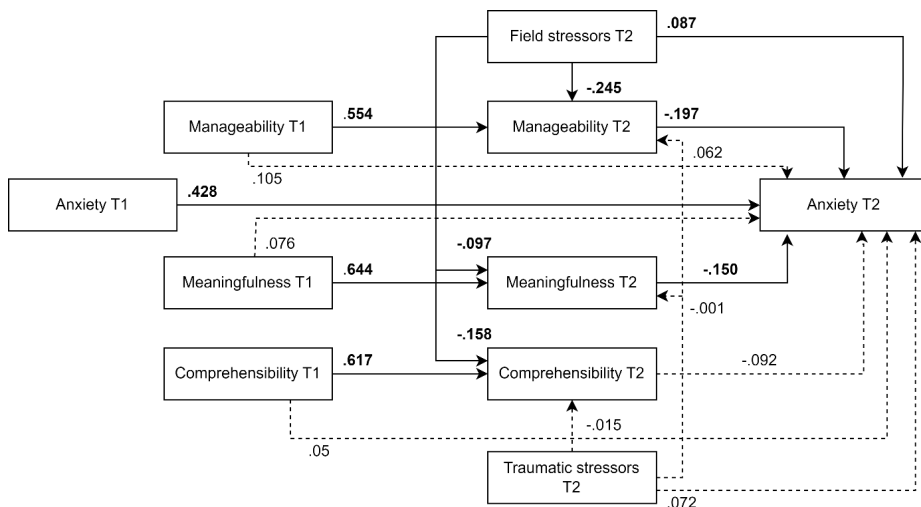 .087
Field stressors T2
-.245
.554
-.197
Manageability T1
Manageability T2
.062
.105
.428
Anxiety T1
Anxiety T2
.076
-.097
.644
-.150
Meaningfulness T1
Meaningfulness T2
-.001
-.158
.617
-.092
Comprehensibility T1
Comprehensibility T2
-.015
.05
Traumatic stressors
T2
.072